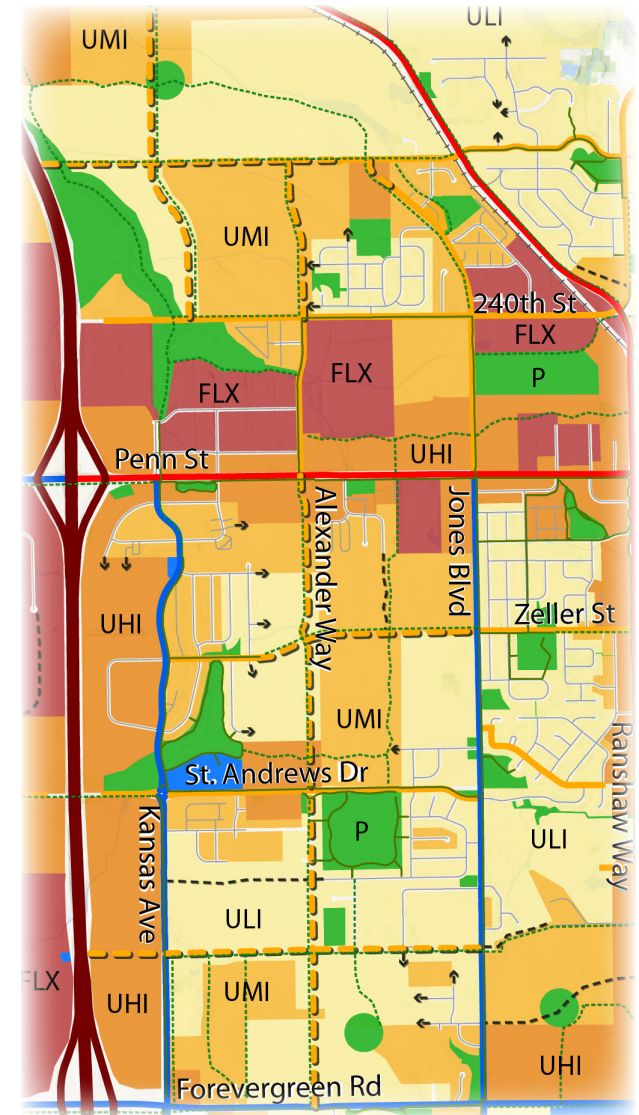 ULI
UMI
UMI
240th St
FLX
FLX
P
FLX
UHI
Penn St
Alexander Way
Jones Blvd
Zeller St
UHI
UMI
Ranshaw Way
St. Andrews Dr
Kansas Ave
P
ULI
ULI
FLX
UHI
UMI
UHI
Forevergreen Rd